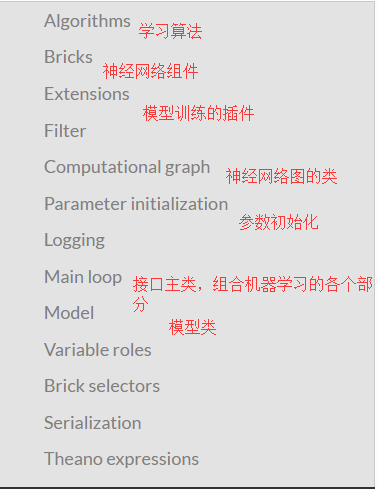 Algorithms 学习算法
Bricks 神经网络组件
Extensions 模型训练的插件
Filter
Computational graph 神经网络图的类
Parameter initialization 参数初始化
Logging
Main loop 接口主类，组合机器学习的各个部
分
Model 模型类
Variable roles
Brick selectors
Serialization
Theano expressions